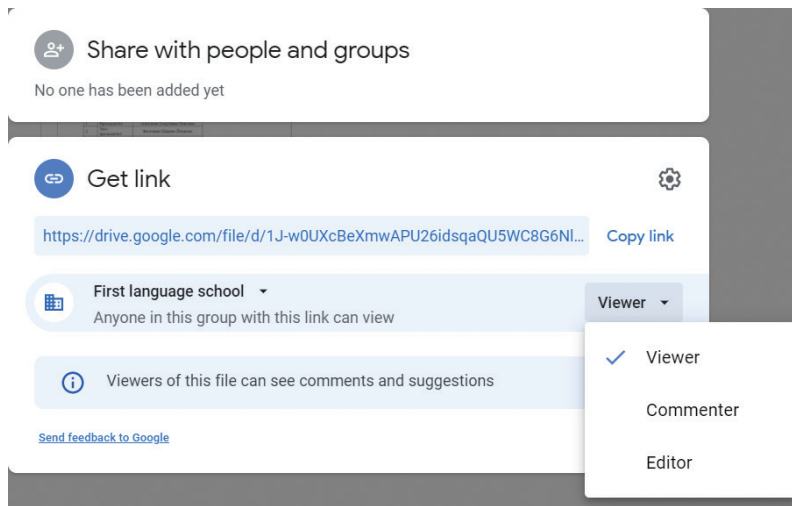 Share with people and groups
No one has been added yet
Get link
https://drive.google.com/file/d/1J-w0UXcBeXmwAPU26idsqaQU5WC8G6Nl... Copy link
First language school
Viewer
Anyone in this group with this link can view
Viewers of this file can see comments and suggestions
Viewer
Commenter
Editor
Send feedback to Google